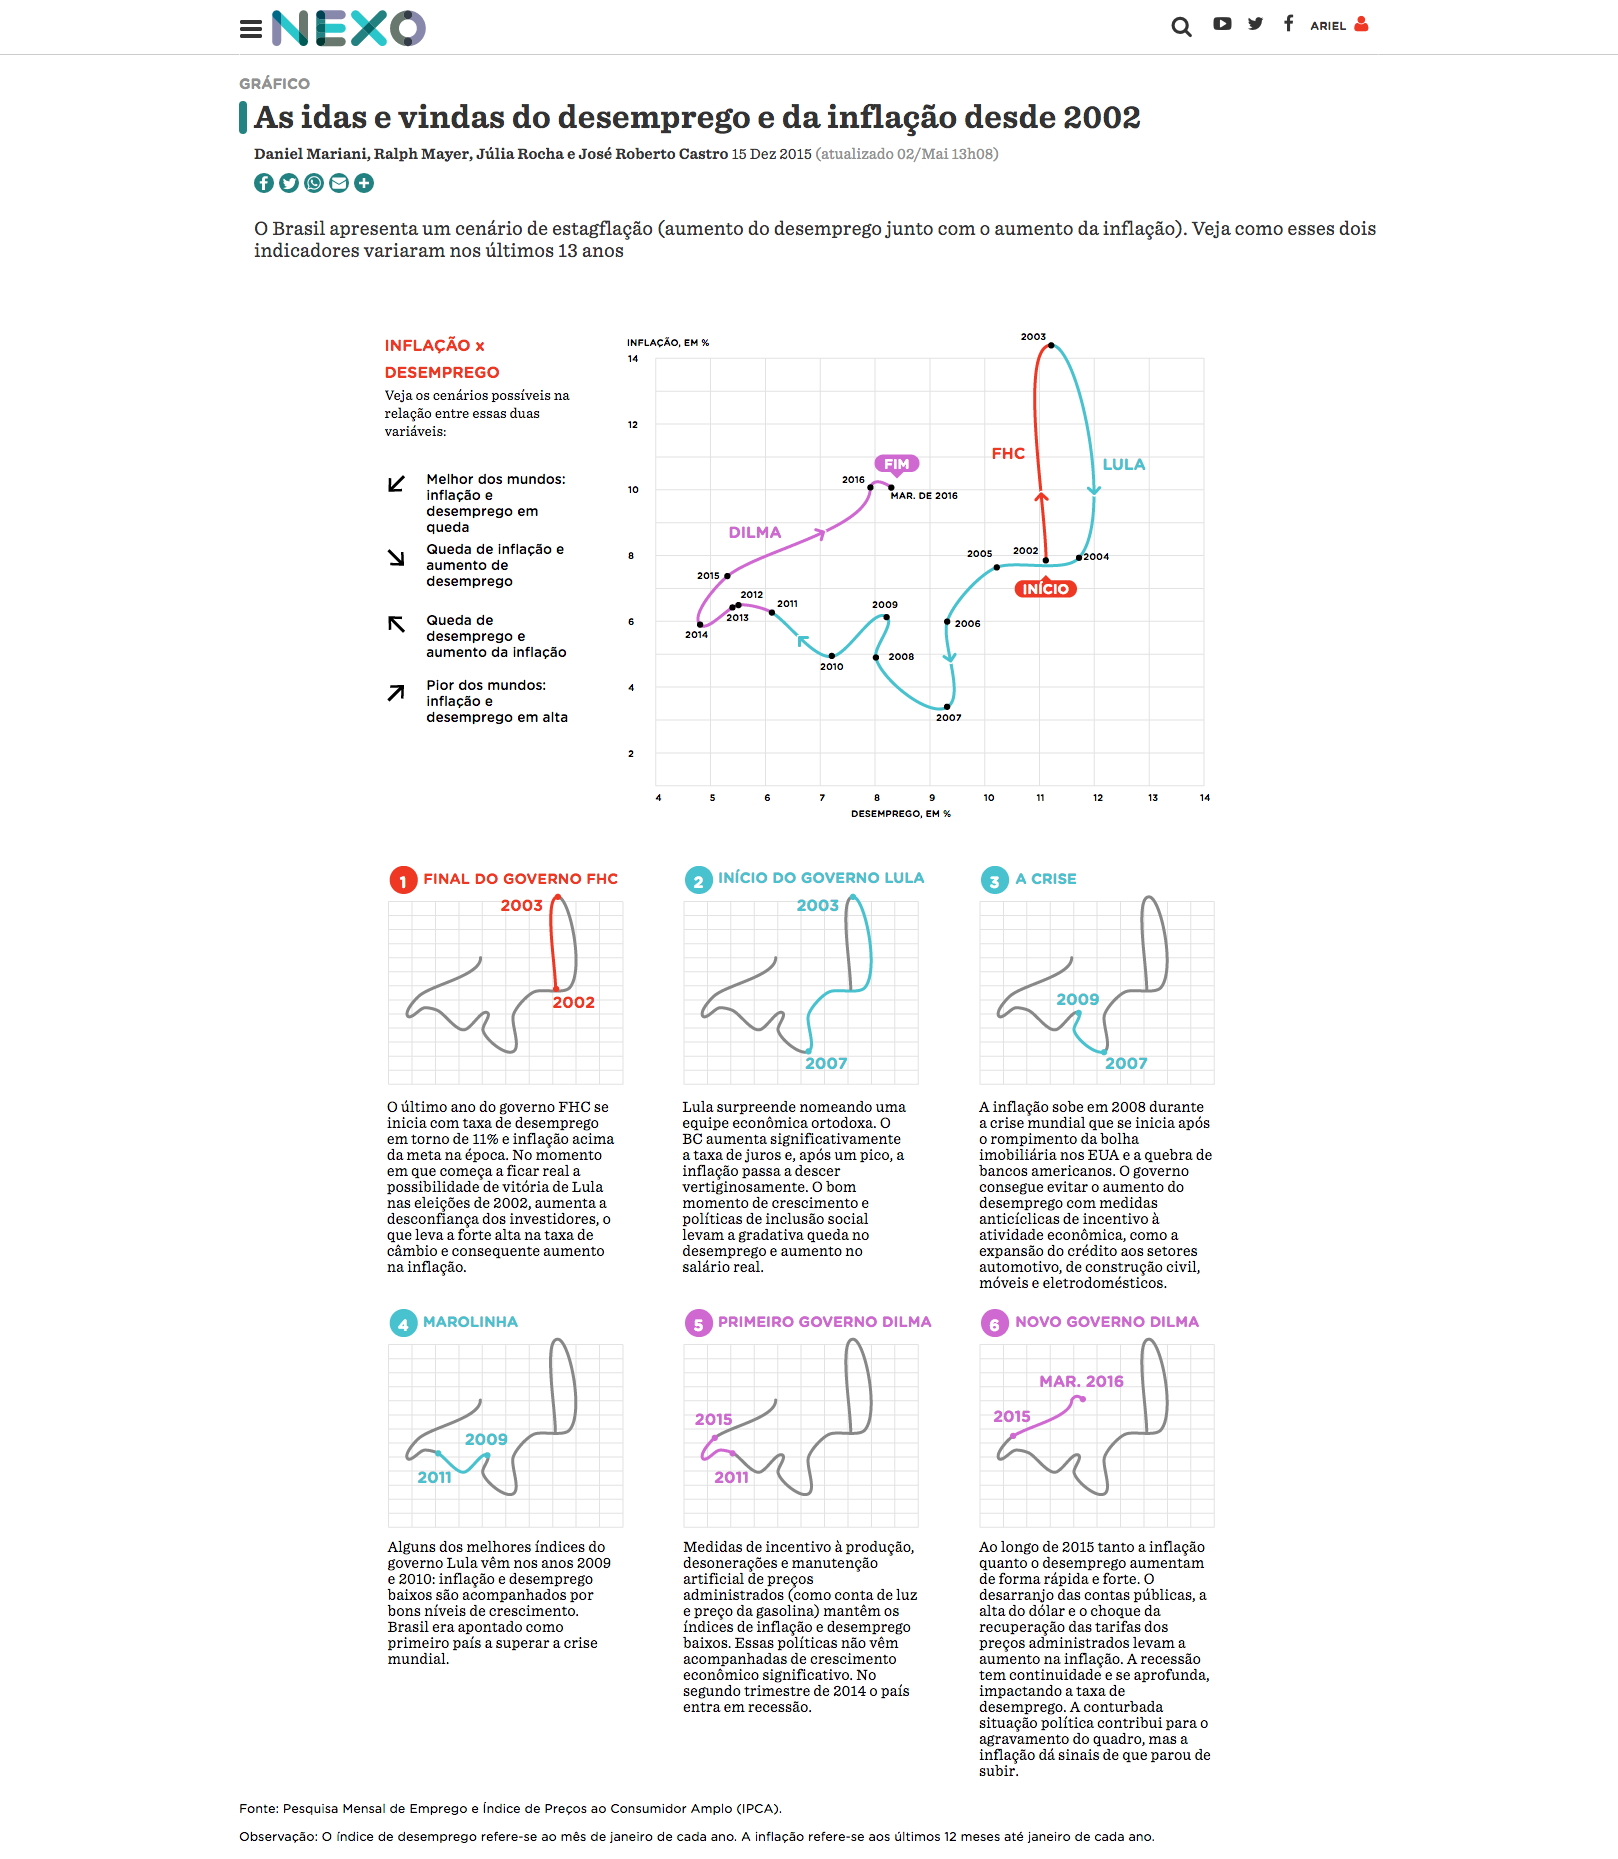 NEXO
ARIEL
GRÁFICO
As idas e vindas do desemprego e da inflação desde 2002
Daniel Mariani, Ralph Mayer, Júlia Rocha e José Roberto Castro 15 Dez 2015 (atualizado 02/Mai 13h08)
O Brasil apresenta um cenário de estagflação (aumento do desemprego junto com o aumento da inflação). Veja como esses dois
indicadores variaram nos últimos 13 anos
INFLAÇÃO x
DESEMPREGO
Veja os cenários possíveis na
relação entre essas duas
variáveis:
Melhor dos mundos:
inflação e
desemprego em
queda
Queda de inflação e
aumento de
desemprego
Queda de
desemprego e
aumento da inflação
Pior dos mundos:
inflação e
desemprego em alta
INFLAÇÃO, EM %
14
12
10
8
6
4
2
2003
FHC
LULA
FIM
2016
MAR. DE 2016
DILMA
2005
2002
2004
INÍCIO
2015
2012
2011
2013
2014
2009
2006
2010
2008
2007
4
5
6
7
8
9
10
11
12
13
14
DESEMPREGO, EM %
1 FINAL DO GOVERNO FHC
2003
2002
O último ano do governo FHC se
inicia com taxa de desemprego
em torno de 11% e inflação acima
da meta na época. No momento
em que começa a ficar real a
possibilidade de vitória de Lula
nas eleições de 2002, aumenta a
desconfiança dos investidores, o
que leva a forte alta na taxa de
câmbio e consequente aumento
na inflação.
2 INÍCIO DO GOVERNO LULA
2003
2007
Lula surpreende nomeando uma
equipe econômica ortodoxa. O
BC aumenta significativamente
a taxa de juros e, após um pico, a
inflação passa a descer
vertiginosamente. O bom
momento de crescimento e
políticas de inclusão social
levam a gradativa queda no
desemprego e aumento no
salário real.
3 A CRISE
2009
2007
A inflação sobe em 2008 durante
a crise mundial que se inicia após
o rompimento da bolha
imobiliária nos EUA e a quebra de
bancos americanos. O governo
consegue evitar o aumento do
desemprego com medidas
anticíclicas de incentivo à
atividade econômica, como a
expansão do crédito aos setores
automotivo, de construção civil,
móveis e eletrodomésticos.
4 MAROLINHA
2009
2011
Alguns dos melhores índices do
governo Lula vêm nos anos 2009
e 2010: inflação e desemprego
baixos são acompanhados por
bons níveis de crescimento.
Brasil era apontado como
primeiro país a superar a crise
mundial.
5 PRIMEIRO GOVERNO DILMA
2015
2011
Medidas de incentivo à produção,
desonerações e manutenção
artificial de preços
administrados (como conta de luz
e preço da gasolina) mantêm os
índices de inflação e desemprego
baixos. Essas políticas não vêm
acompanhadas de crescimento
econômico significativo. No
segundo trimestre de 2014 o país
entra em recessão.
6 NOVO GOVERNO DILMA
MAR. 2016
2015
Ao longo de 2015 tanto a inflação
quanto o desemprego aumentam
de forma rápida e forte. O
desarranjo das contas públicas, a
alta do dólar e o choque da
recuperação das tarifas dos
preços administrados levam a
aumento na inflação. A recessão
tem continuidade e se aprofunda,
impactando a taxa de
desemprego. A conturbada
situação política contribui para o
agravamento do quadro, mas a
inflação dá sinais de que parou de
subir.
Fonte: Pesquisa Mensal de Emprego e Índice de Preços ao Consumidor Amplo (IPCA).
Observação: O índice de desemprego refere-se ao mês de janeiro de cada ano. A inflação refere-se aos últimos 12 meses até janeiro de cada ano.